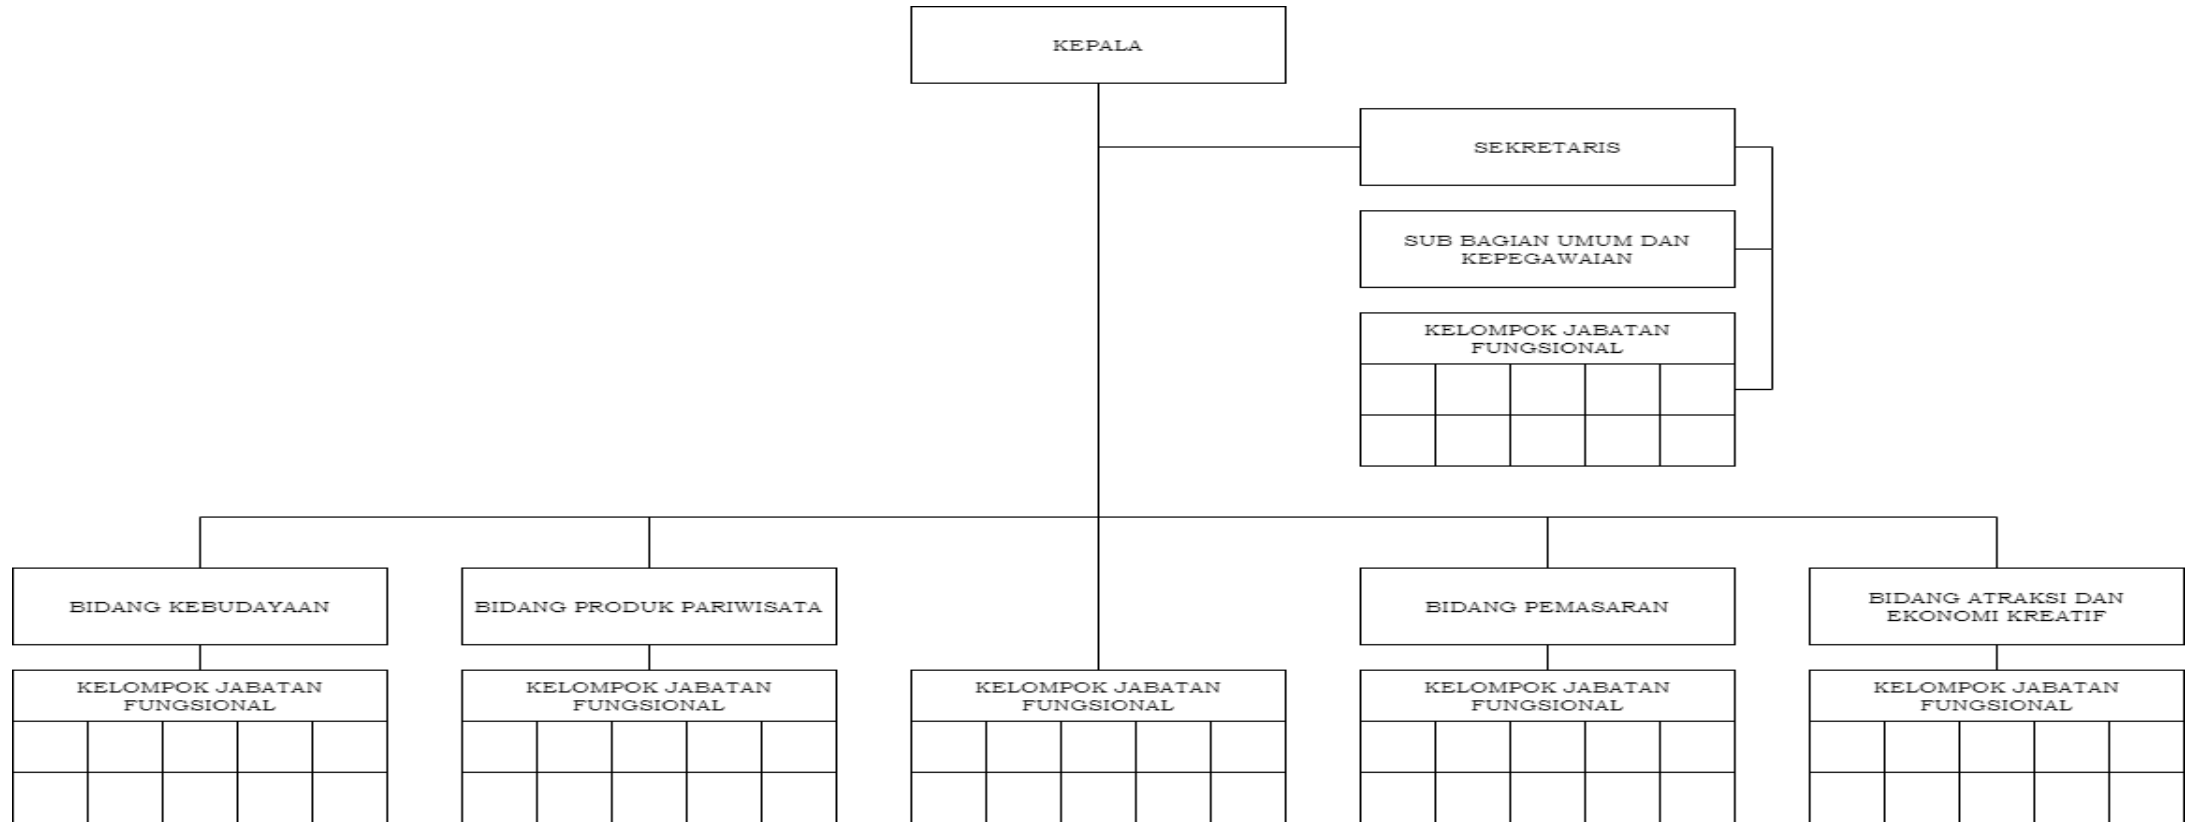 KEPALA
SEKRETARIS
SUB BAGIAN UMUM DAN
KEPEGAWAIAN
KELOMPOK JABATAN
FUNGSIONAL
BIDANG KEBUDAYAAN
BIDANG PRODUK PARIWISATA
BIDANG PEMASARAN
BIDANG ATRAKSI DAN
EKONOMI KREATIF
KELOMPOK JABATAN
FUNGSIONAL
KELOMPOK JABATAN
FUNGSIONAL
KELOMPOK JABATAN
FUNGSIONAL
KELOMPOK JABATAN
FUNGSIONAL
KELOMPOK JABATAN
FUNGSIONAL